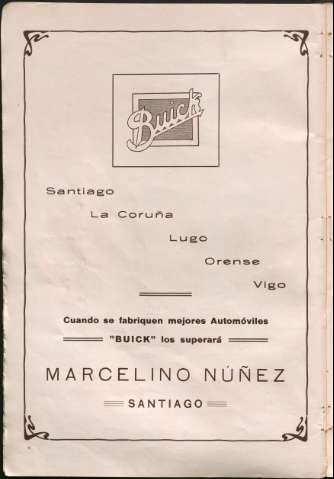 Buick
Santiago
La Coruña
Lugo
Orense
Vigo
Cuando se fabriquen mejores Automóviles
"BUICK" los superará
MARCELINO NÚÑEZ
SANTIAGO